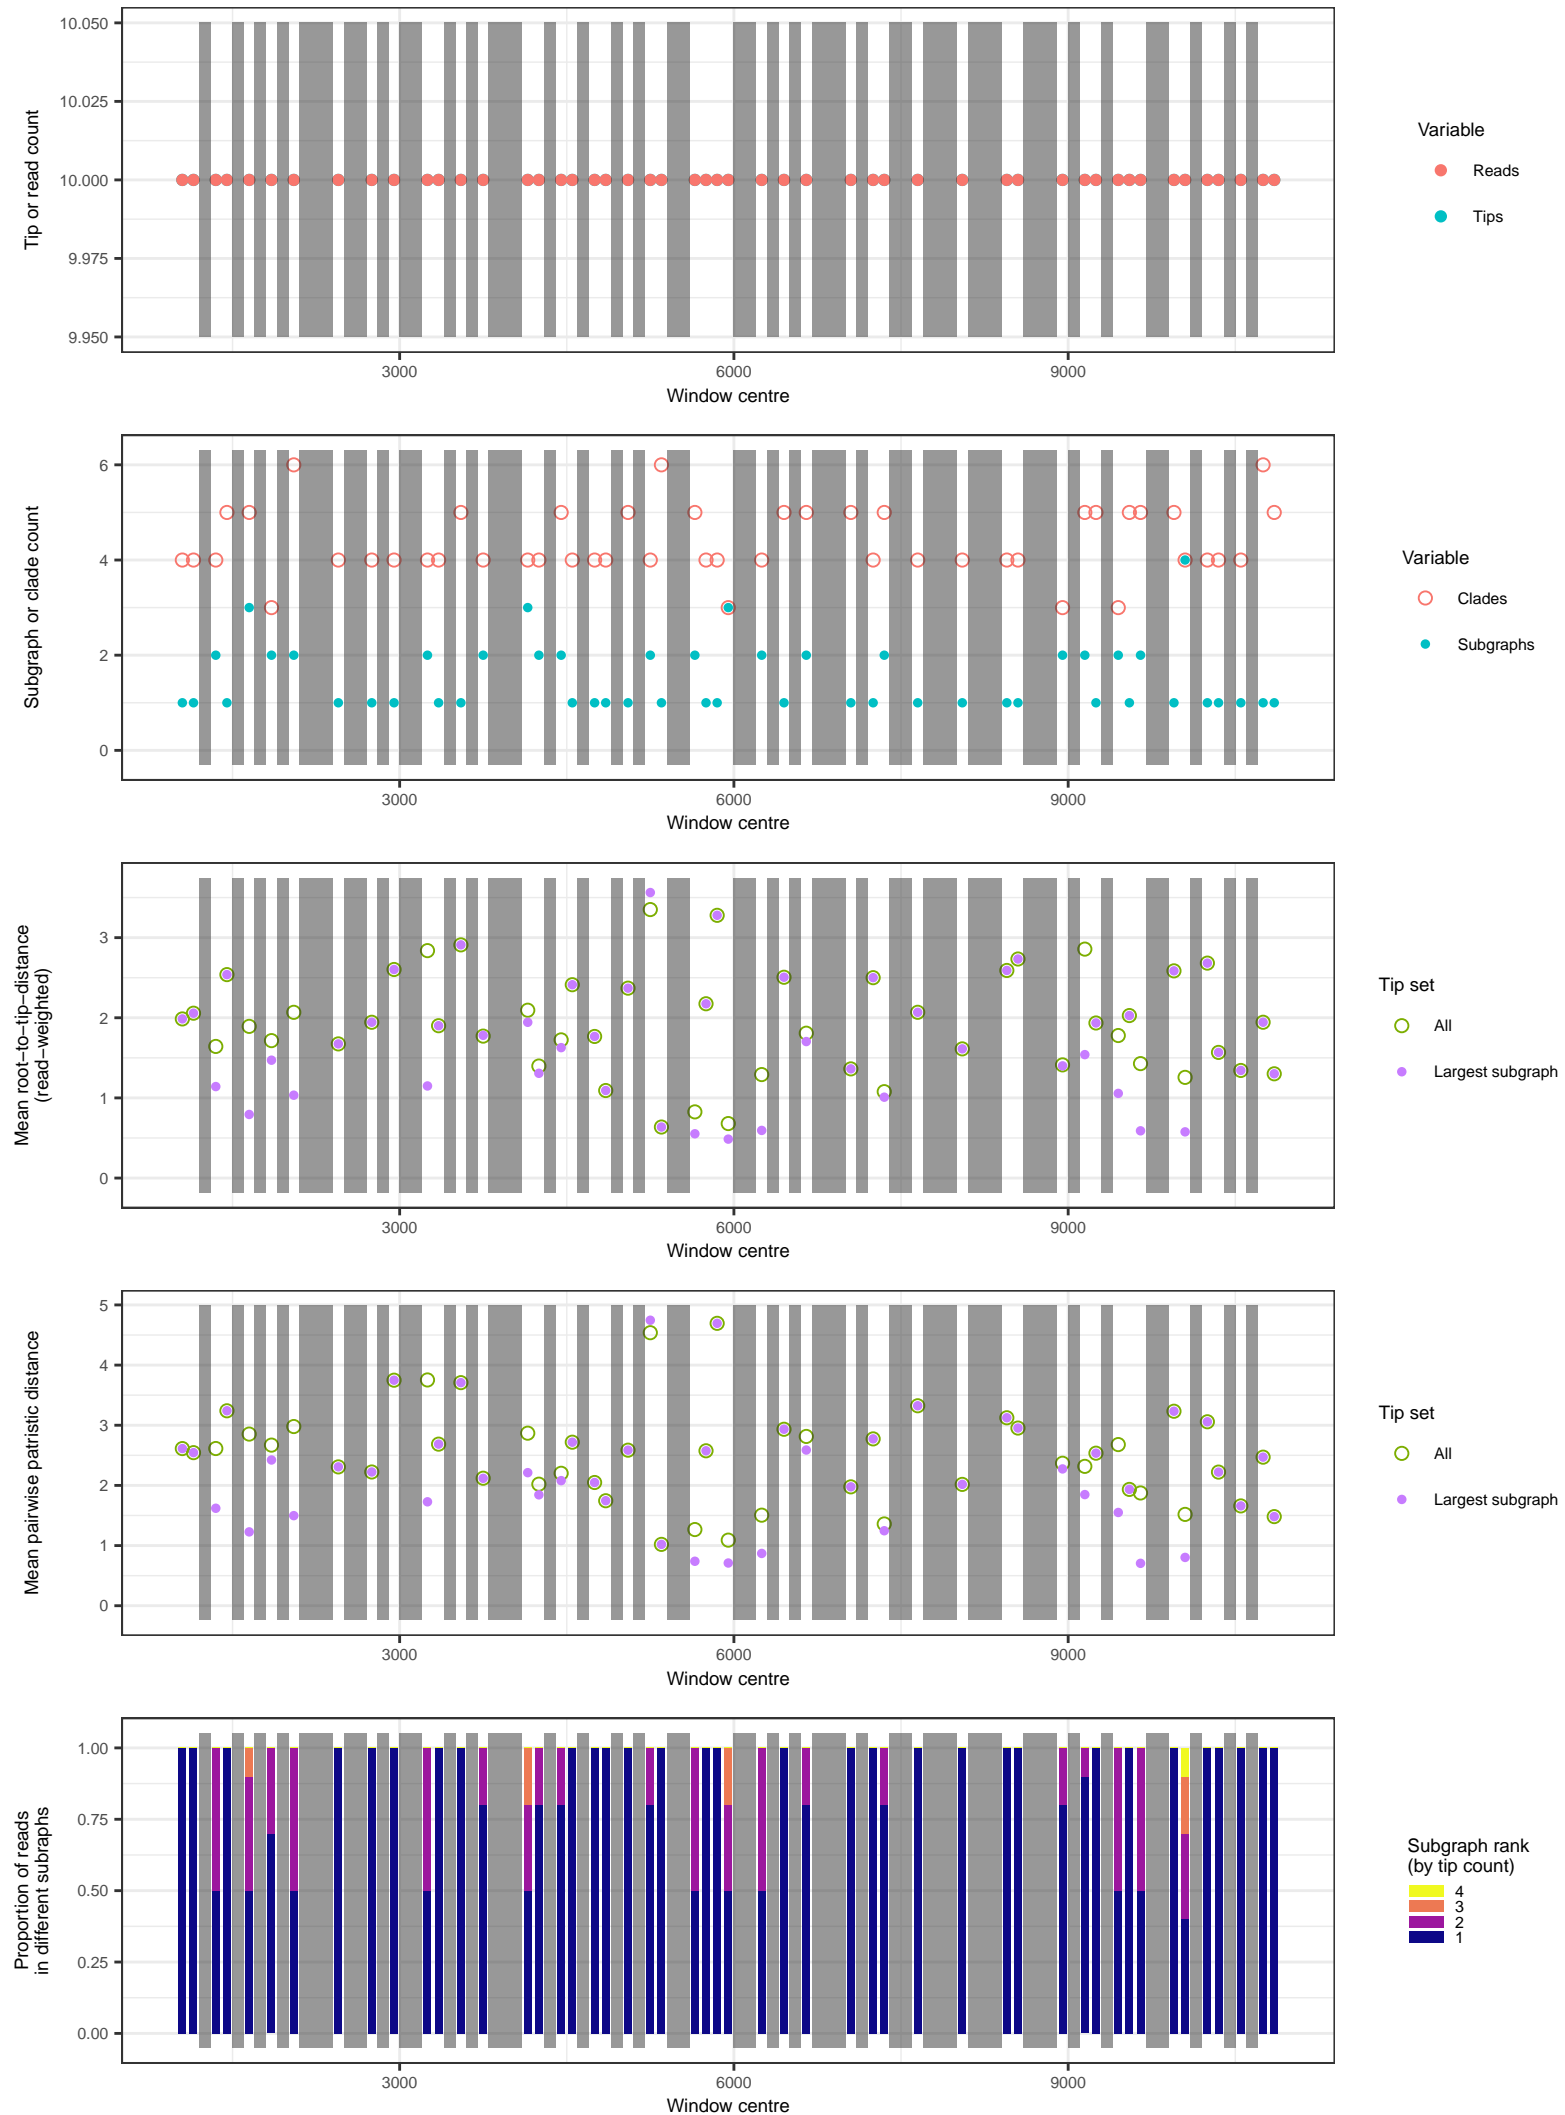 10.050
10.025
10.000
9.975
9.950
Tip or read count
3000
6000
9000
Window centre
Variable
Reads
Tips
6
4
2
0
Subgraph or clade count
3000
6000
9000
Window centre
Variable
Clades
Subgraphs
3
2
1
0
Mean root−to−tip−distance
(read−weighted)
3000
6000
9000
Window centre
Tip set
All
Largest subgraph
5
4
3
2
1
0
Mean pairwise patristic distance
3000
6000
9000
Window centre
Tip set
All
Largest subgraph
1.00
0.75
0.50
0.25
0.00
Proportion of reads
in different subraphs
3000
6000
9000
Window centre
Subgraph rank
(by tip count)
4
3
2
1